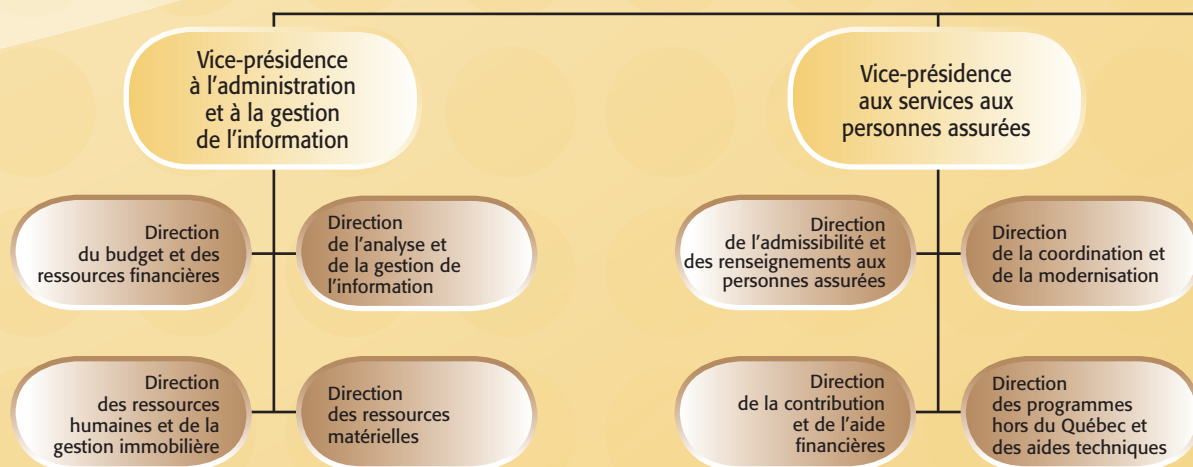 Vice-présidence
à l'administration
et à la gestion
de l'information
Direction
du budget et des
ressources financières
Direction
de l'analyse et
de la gestion de
l'information
Direction
des ressources
humaines et de la
gestion immobilière
Direction
des ressources
matérielles
Vice-présidence
aux services aux
personnes assurées
Direction
de l'admissibilité et
des renseignements aux
personnes assurées
Direction
de la coordination et
de la modernisation
Direction
de la contribution
et de l'aide
financières
Direction
des programmes
hors du Québec et
des aides techniques